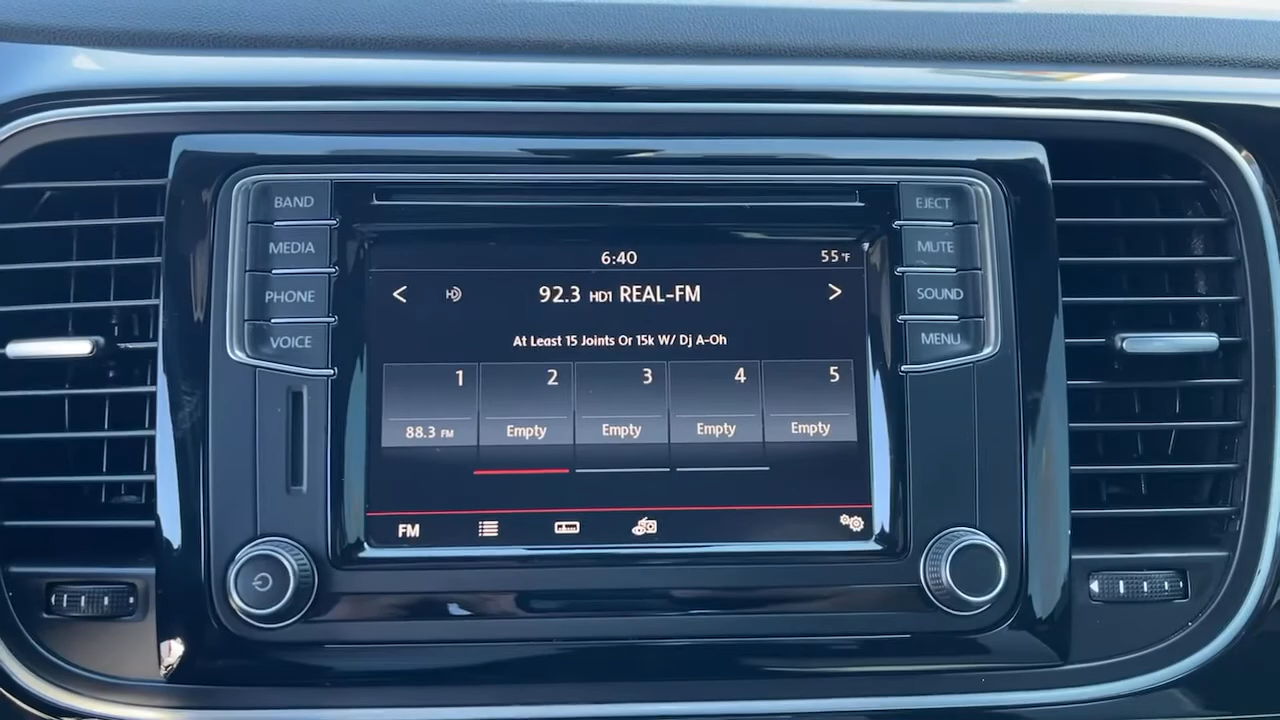 BAND
MEDIA
PHONE
VOICE
EJECT
MUTE
SOUND
MENU
6:40
55°F
< HD 92.3 HD1 REAL-FM >
At Least 15 Joints Or 15k W/ Dj A-Oh
1 2 3 4 5
88.3 FM Empty Empty Empty Empty
FM